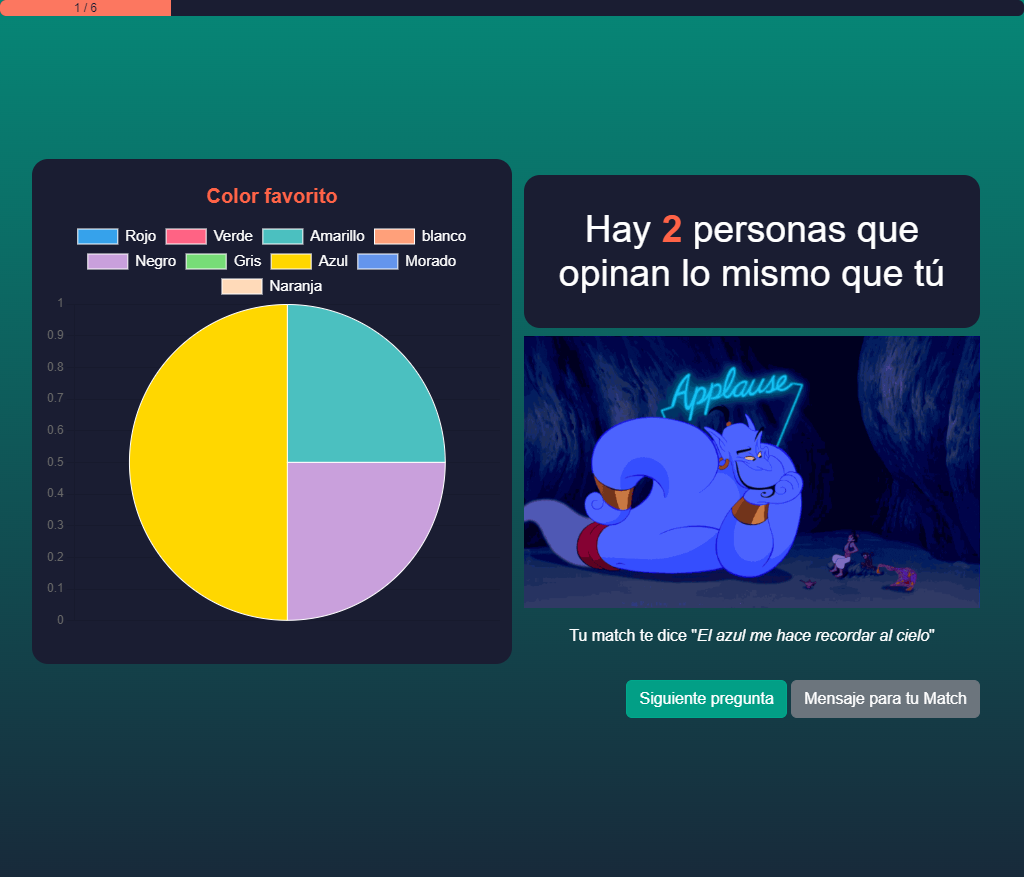 1 / 6
Color favorito
Rojo Verde Amarillo blanco
Negro Gris Azul Morado
Naranja
1
0.9
0.8
0.7
0.6
0.5
0.4
0.3
0.2
0.1
0
Hay 2 personas que
opinan lo mismo que tú
Applause
Tu match te dice "El azul me hace recordar al cielo"
Siguiente pregunta Mensaje para tu Match